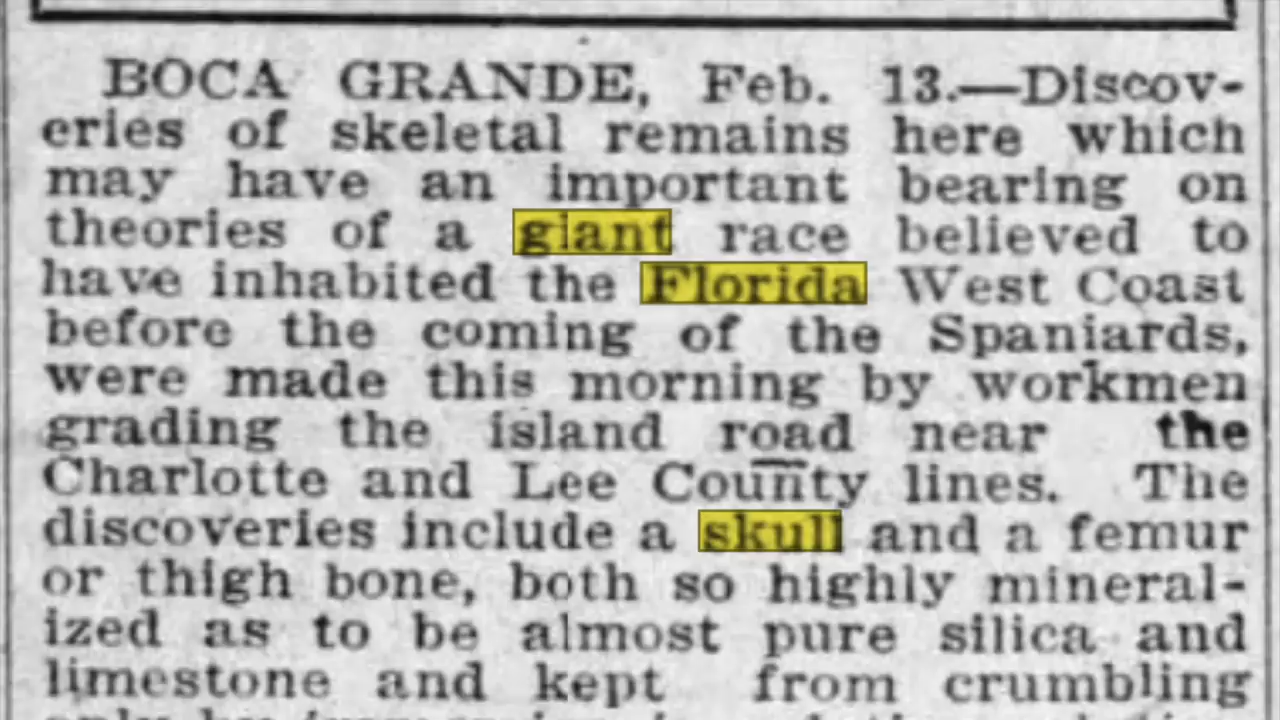 BOCA GRANDE, Feb. 13.—Discov-
eries of skeletal remains here which
may have an important bearing on
theories of a giant race believed to
have inhabited the Florida West Coast
before the coming of the Spaniards,
were made this morning by workmen
grading the island road near the
Charlotte and Lee County lines. The
discoveries include a skull and a femur
or thigh bone, both so highly mineral-
ized as to be almost pure silica and
limestone and kept from crumbling